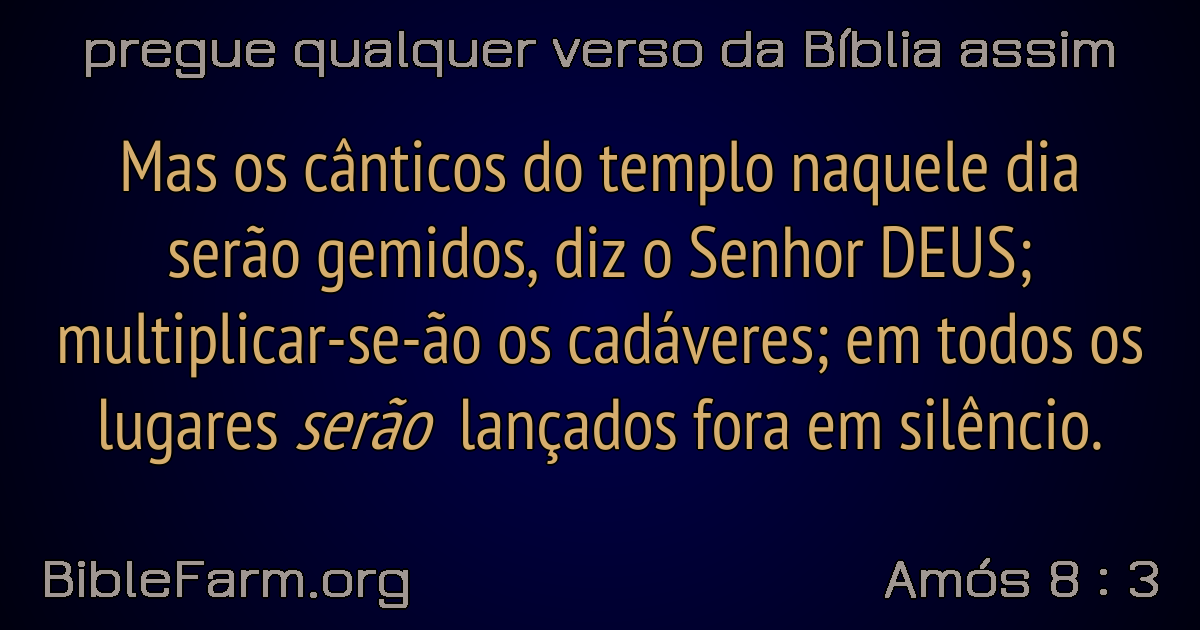 pregue qualquer verso da Bíblia assim
Mas os cânticos do templo naquele dia
serão gemidos, diz o Senhor DEUS;
multiplicar-se-ão os cadáveres; em todos os
lugares serão lançados fora em silêncio.
BibleFarm.org
Amós 8 : 3